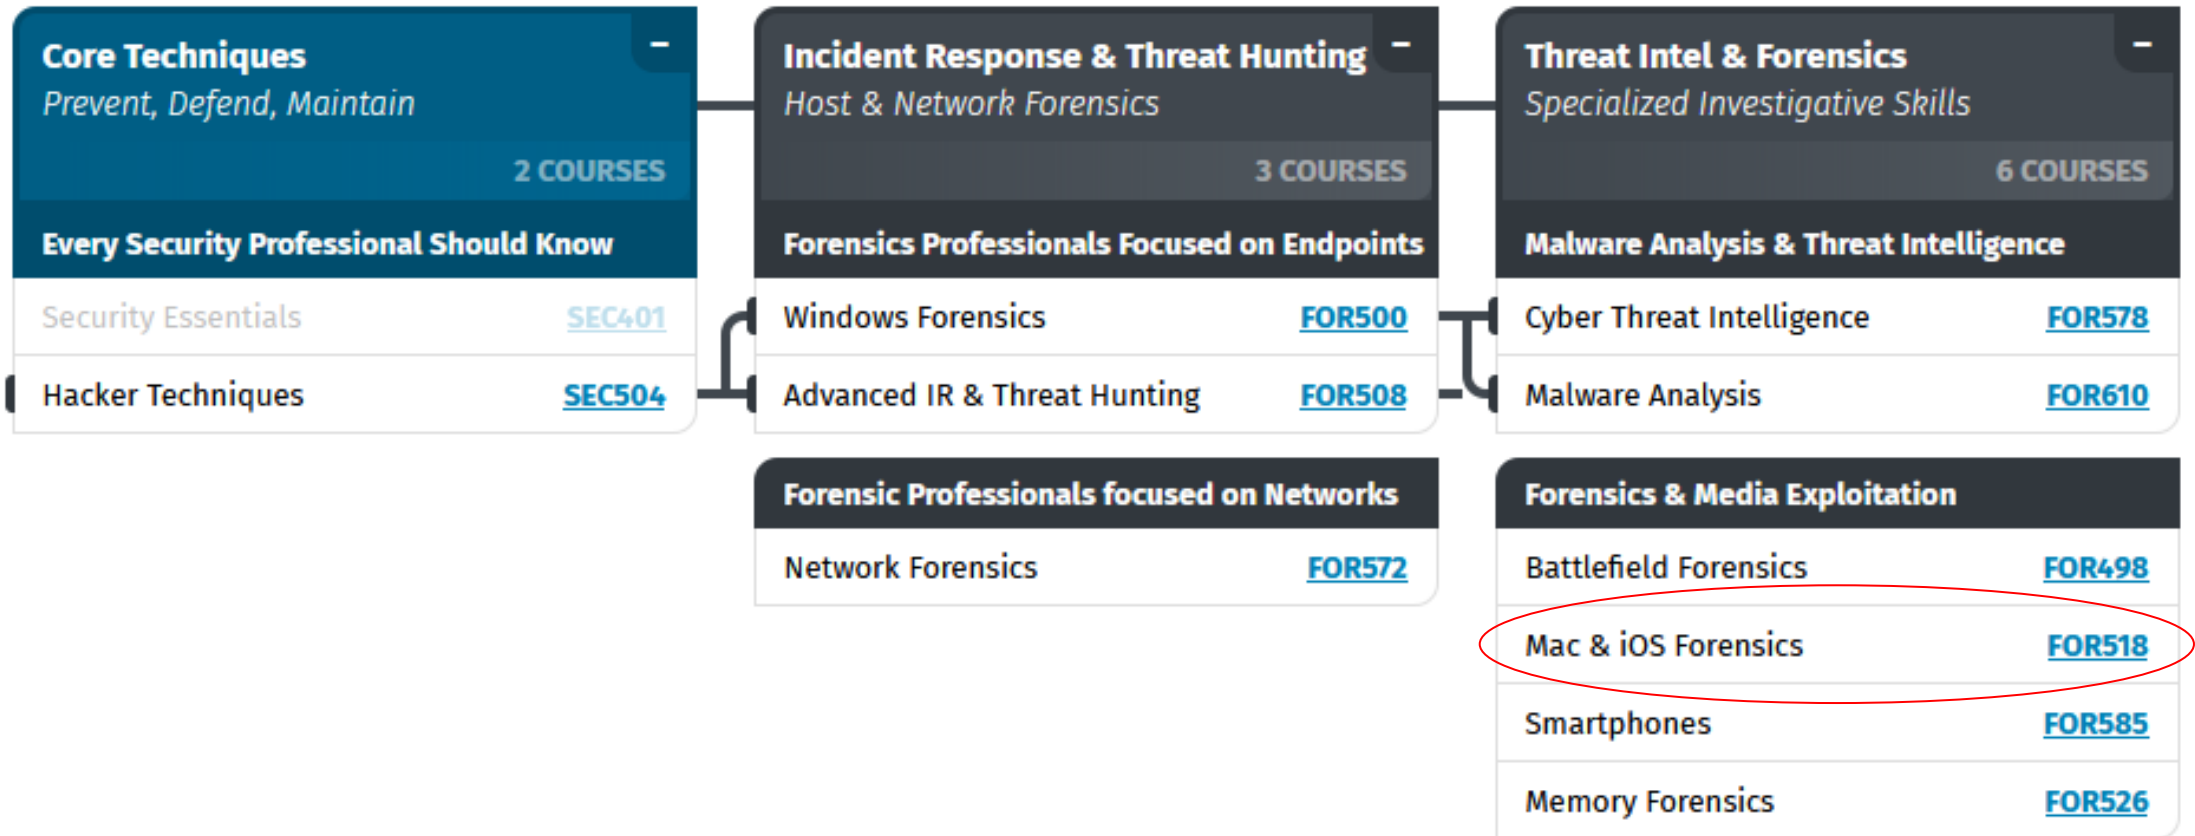 Core Techniques
Prevent, Defend, Maintain
2 COURSES
Every Security Professional Should Know
Security Essentials SEC401
Hacker Techniques SEC504
Incident Response & Threat Hunting
Host & Network Forensics
3 COURSES
Forensics Professionals Focused on Endpoints
Windows Forensics FOR500
Advanced IR & Threat Hunting FOR508
Forensic Professionals focused on Networks
Network Forensics FOR572
Threat Intel & Forensics
Specialized Investigative Skills
6 COURSES
Malware Analysis & Threat Intelligence
Cyber Threat Intelligence FOR578
Malware Analysis FOR610
Forensics & Media Exploitation
Battlefield Forensics FOR498
Mac & iOS Forensics FOR518
Smartphones FOR585
Memory Forensics FOR526